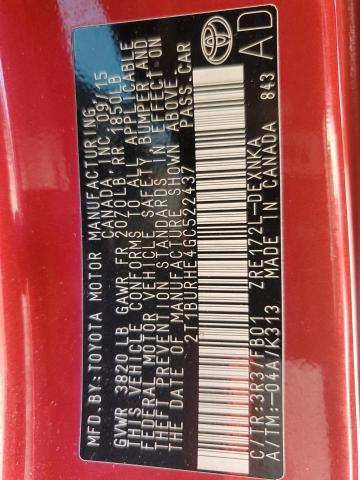 MFD.BY:TOYOTA MOTOR MANUFACTURING
CANADA, INC. 09/15
GVWR 3820 LB GAWR FR 2070LB RR 1850LB
THIS VEHICLE CONFORMS TO ALL APPLICABLE
FEDERAL MOTOR VEHICLE SAFETY, BUMPER, AND
THEFT PREVENTION STANDARDS IN EFFECT ON
THE DATE OF MANUFACTURE SHOWN ABOVE.
2T1BURHE4GC522437 PASS.CAR
C/TR:3R3/FB01 ZRE172L-DEXNKA
A/TM:-04A/K313 MADE IN CANADA 843
AD